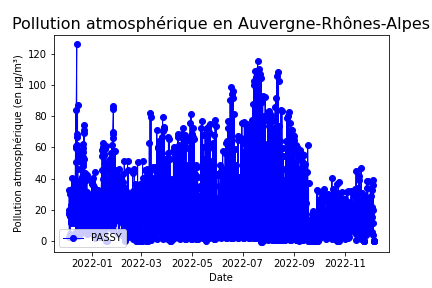 Pollution atmosphérique en Auvergne-Rhônes-Alpes
Pollution atmosphérique (en µg/m³)
120
100
80
60
40
20
0
PASSY
2022-01 2022-03 2022-05 2022-07 2022-09 2022-11
Date